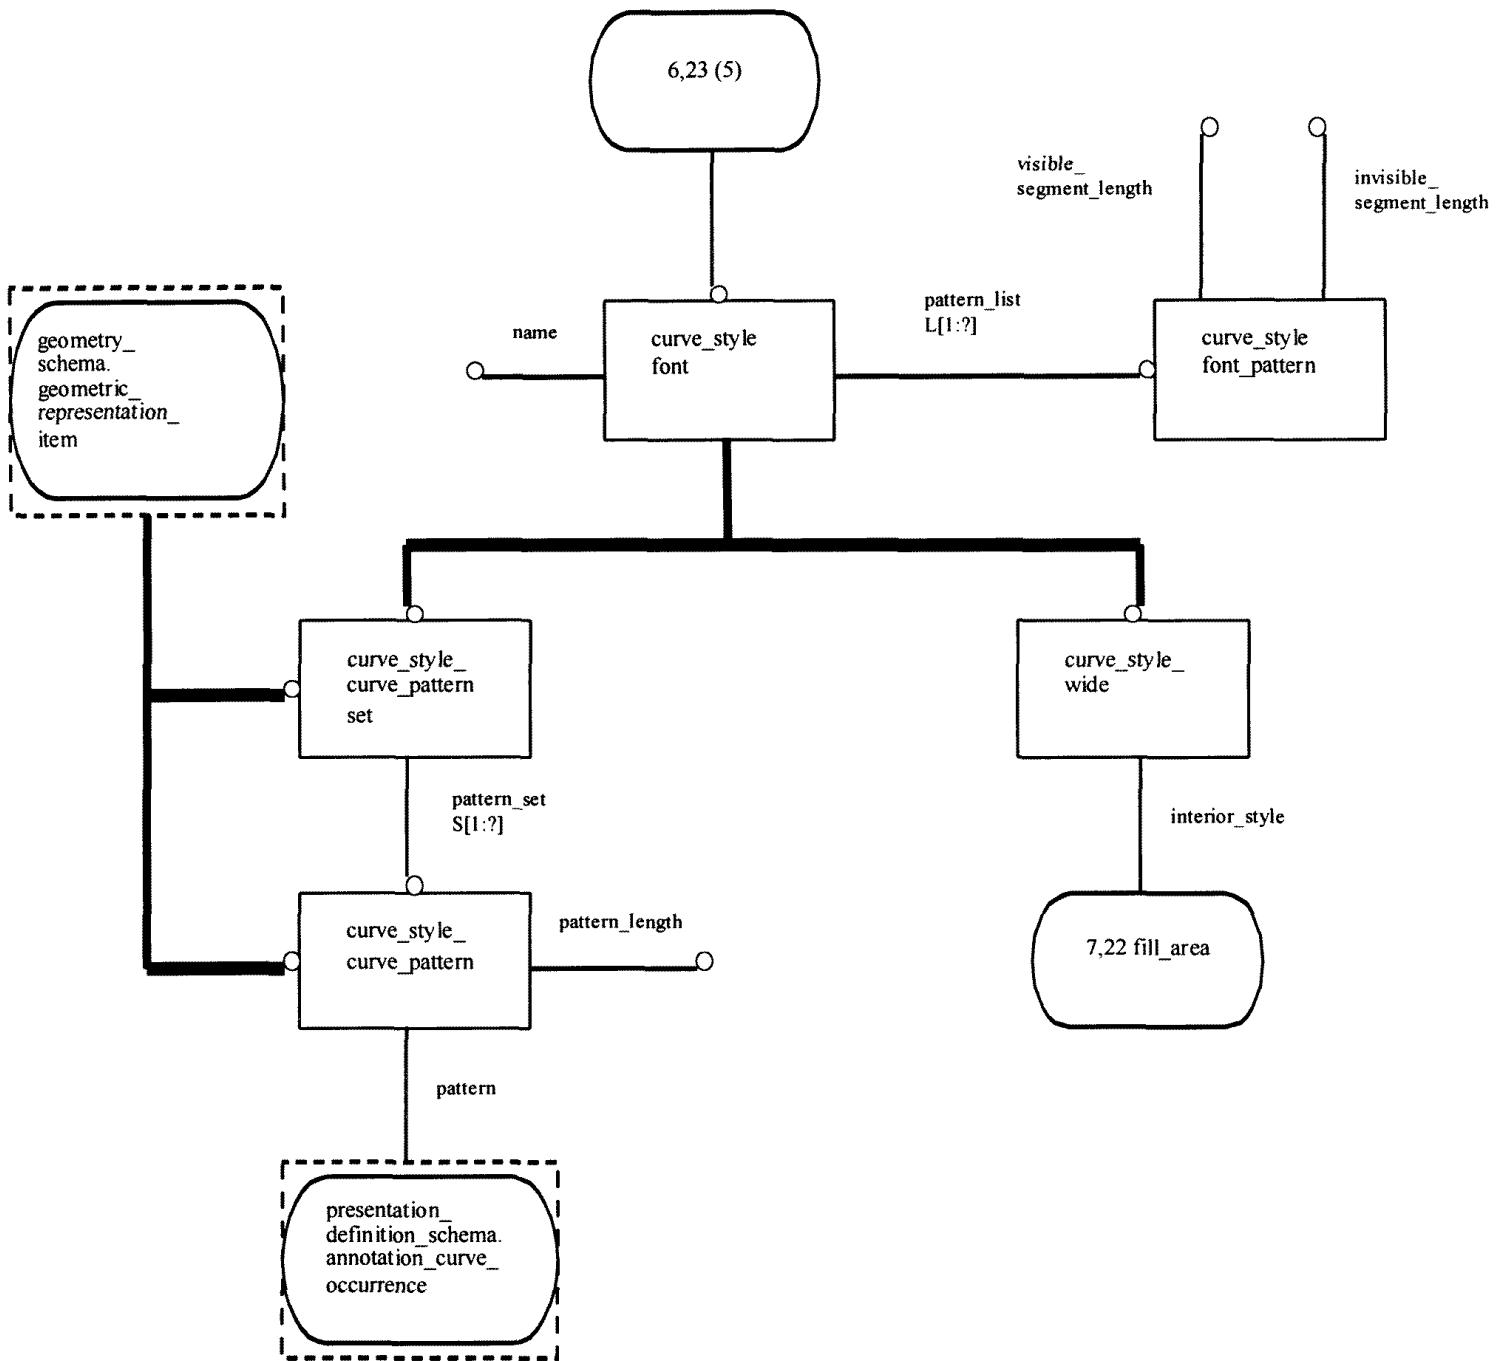 6,23 (5)
visible_
segment_length
invisible_
segment_length
geometry_
schema.
geometric_
representation_
item
name
curve_style
font
pattern_list
L[1:?]
curve_style
font_pattern
curve_style_
curve_pattern
set
curve_style_
wide
pattern_set
S[1:?]
interior_style
curve_style_
curve_pattern
pattern_length
7,22 fill_area
pattern
presentation_
definition_schema.
annotation_curve_
occurrence